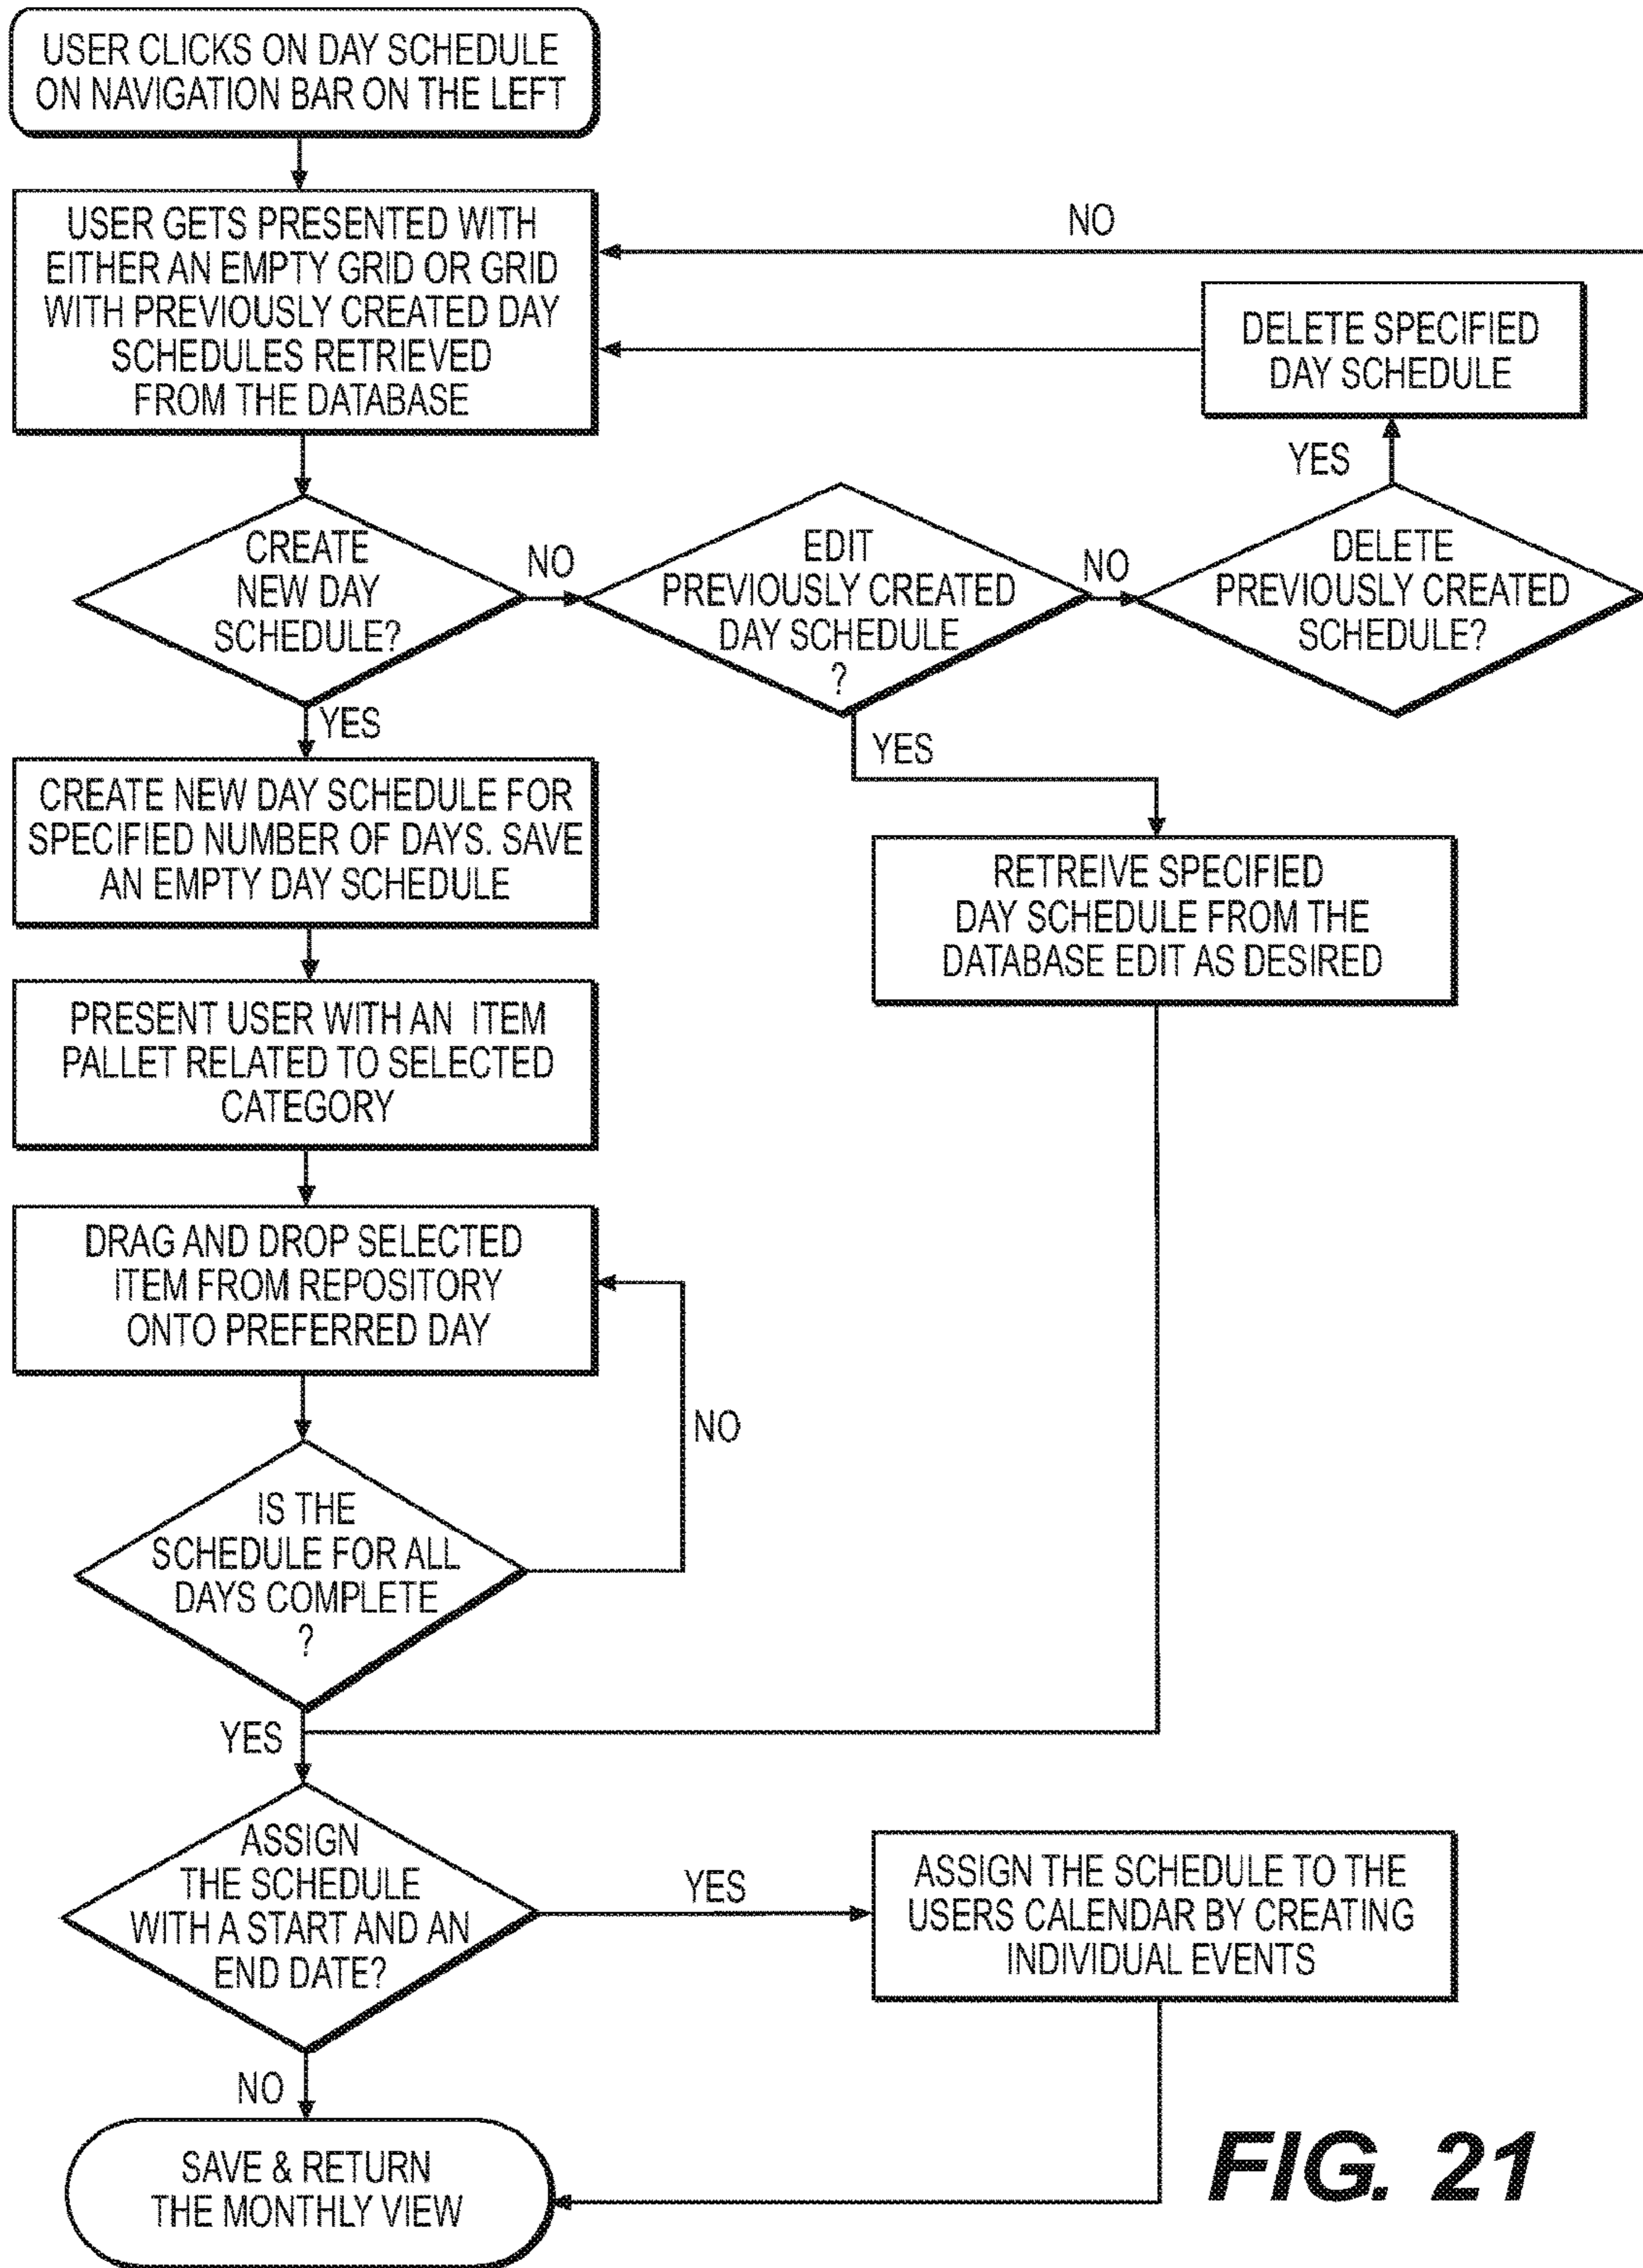 USER CLICKS ON DAY SCHEDULE
ON NAVIGATION BAR ON THE LEFT
USER GETS PRESENTED WITH
EITHER AN EMPTY GRID OR GRID
WITH PREVIOUSLY CREATED DAY
SCHEDULES RETRIEVED
FROM THE DATABASE
NO
DELETE SPECIFIED
DAY SCHEDULE
YES
CREATE
NEW DAY
SCHEDULE?
NO
EDIT
PREVIOUSLY CREATED
DAY SCHEDULE
?
NO
DELETE
PREVIOUSLY CREATED
SCHEDULE?
YES
YES
CREATE NEW DAY SCHEDULE FOR
SPECIFIED NUMBER OF DAYS. SAVE
AN EMPTY DAY SCHEDULE
RETREIVE SPECIFIED
DAY SCHEDULE FROM THE
DATABASE EDIT AS DESIRED
PRESENT USER WITH AN ITEM
PALLET RELATED TO SELECTED
CATEGORY
DRAG AND DROP SELECTED
ITEM FROM REPOSITORY
ONTO PREFERRED DAY
NO
IS THE
SCHEDULE FOR ALL
DAYS COMPLETE
?
YES
ASSIGN
THE SCHEDULE
WITH A START AND AN
END DATE?
YES
ASSIGN THE SCHEDULE TO THE
USERS CALENDAR BY CREATING
INDIVIDUAL EVENTS
NO
SAVE & RETURN
THE MONTHLY VIEW
FIG. 21